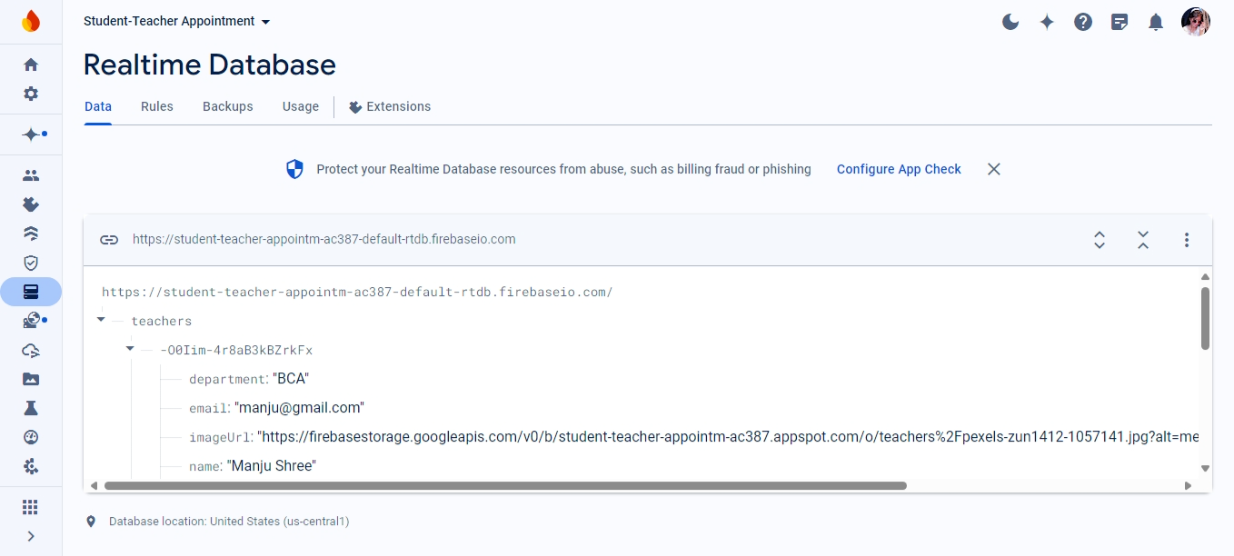 Student-Teacher Appointment
Realtime Database
Data Rules Backups Usage Extensions
Protect your Realtime Database resources from abuse, such as billing fraud or phishing Configure App Check
https://student-teacher-appointm-ac387-default-rtdb.firebaseio.com
https://student-teacher-appointm-ac387-default-rtdb.firebaseio.com/
teachers
-O0Iim-4r8aB3kBZrkFx
department: "BCA"
email: "manju@gmail.com"
imageUrl: "https://firebasestorage.googleapis.com/v0/b/student-teacher-appointm-ac387.appspot.com/o/teachers%2Fpexels-zun1412-1057141.jpg?alt=me
name: "Manju Shree"
Database location: United States (us-central1)